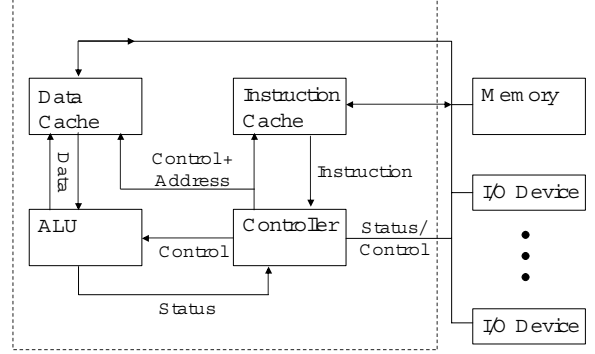 Data
Cache
Instruction
Cache
Memory
Data
Control+
Address
Instruction
I/O Device
ALU
Controller
Control
Status/
Control
Status
I/O Device